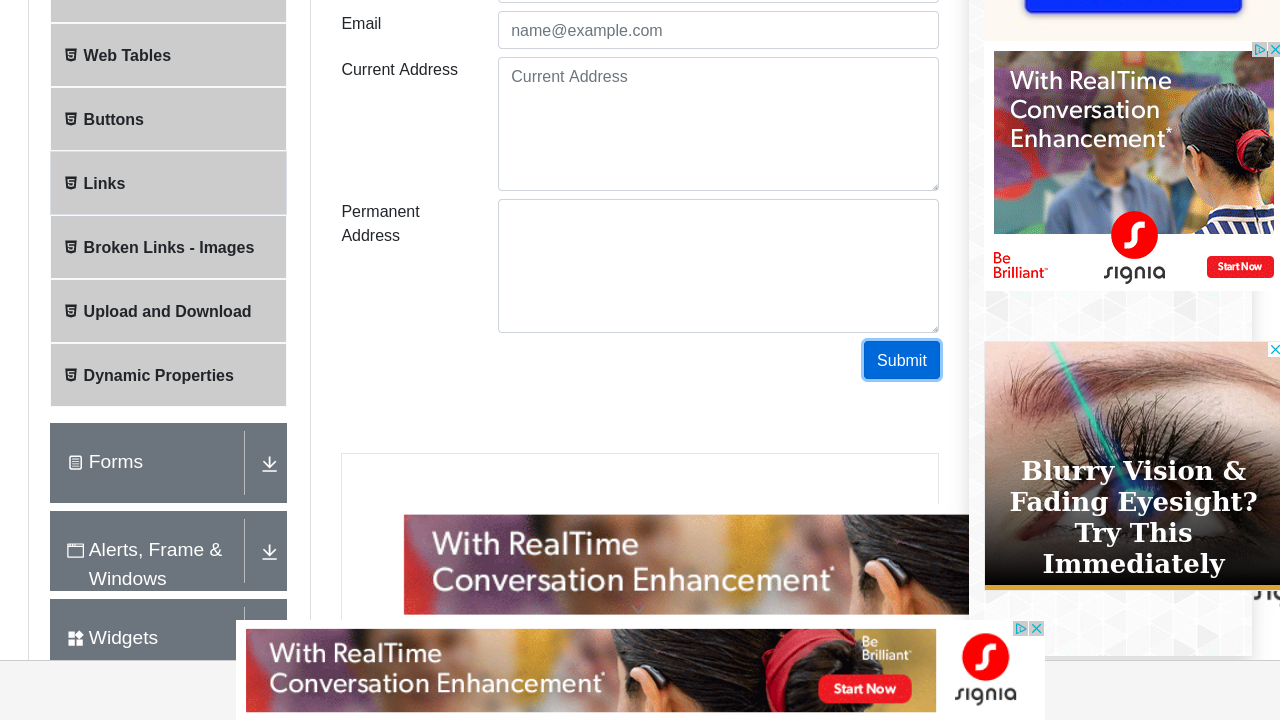 Web Tables
Buttons
Links
Broken Links - Images
Upload and Download
Dynamic Properties
Forms
Alerts, Frame &
Windows
Widgets
Email
name@example.com
Current Address
Current Address
Permanent
Address
Submit
With RealTime
Conversation Enhancement*
With RealTime
Conversation Enhancement*
Be
Brilliant™
Start Now
signia
With RealTime
Conversation
Enhancement*
Be
Brilliant™
signia
Start Now
Blurry Vision &
Fading Eyesight?
Try This
Immediately